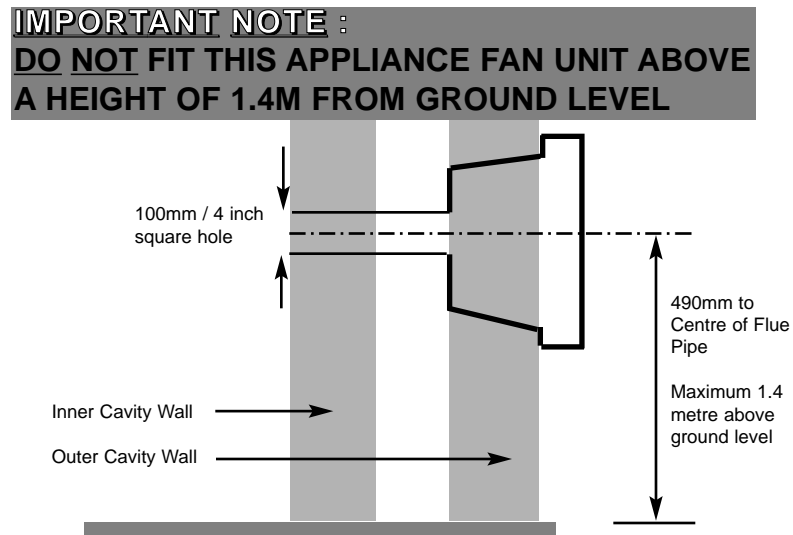 IMPORTANT NOTE :
DO NOT FIT THIS APPLIANCE FAN UNIT ABOVE
A HEIGHT OF 1.4M FROM GROUND LEVEL
100mm / 4 inch
square hole
490mm to
Centre of Flue
Pipe
Maximum 1.4
metre above
ground level
Inner Cavity Wall
Outer Cavity Wall